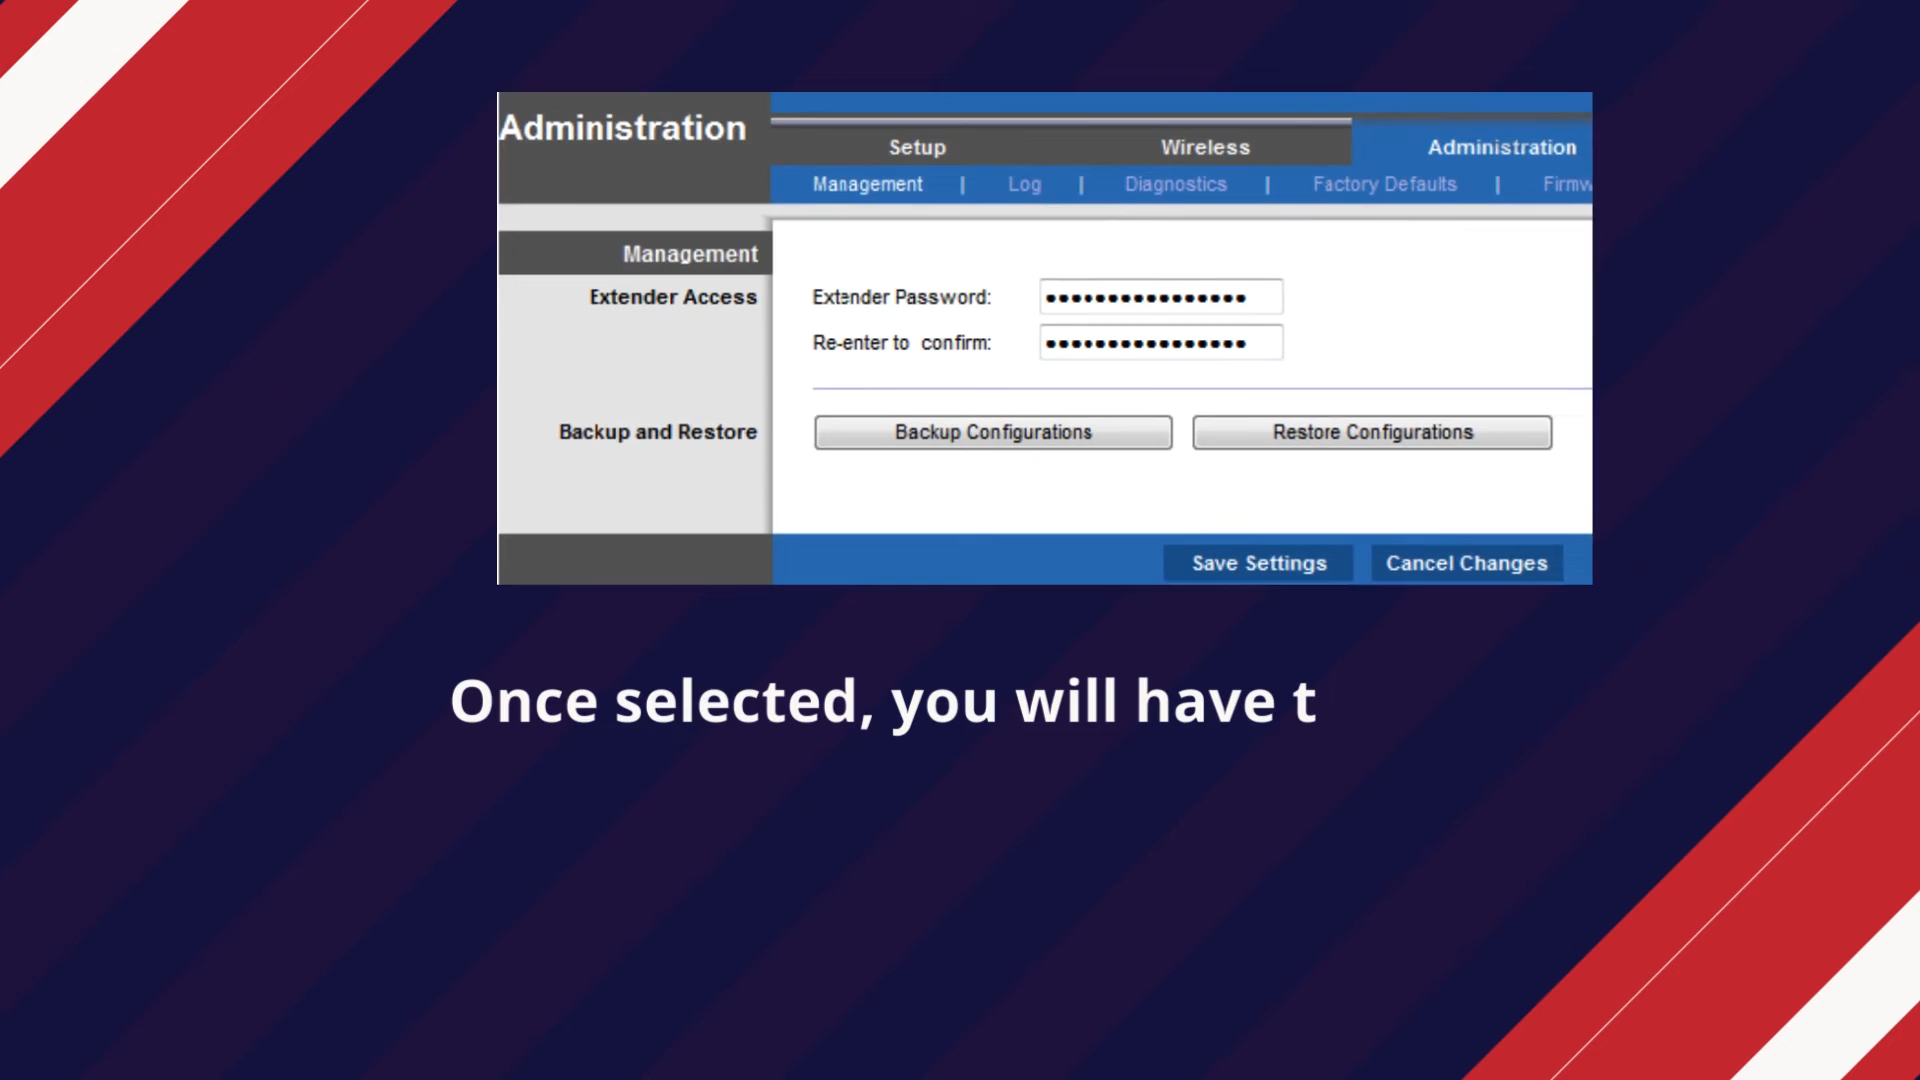 Administration
Setup Wireless Administration
Management | Log | Diagnostics | Factory Defaults | Firmw
Management
Extender Access Extender Password: ••••••••••••••••
Re-enter to confirm: ••••••••••••••••
Backup and Restore Backup Configurations Restore Configurations
Save Settings Cancel Changes
Once selected, you will have t